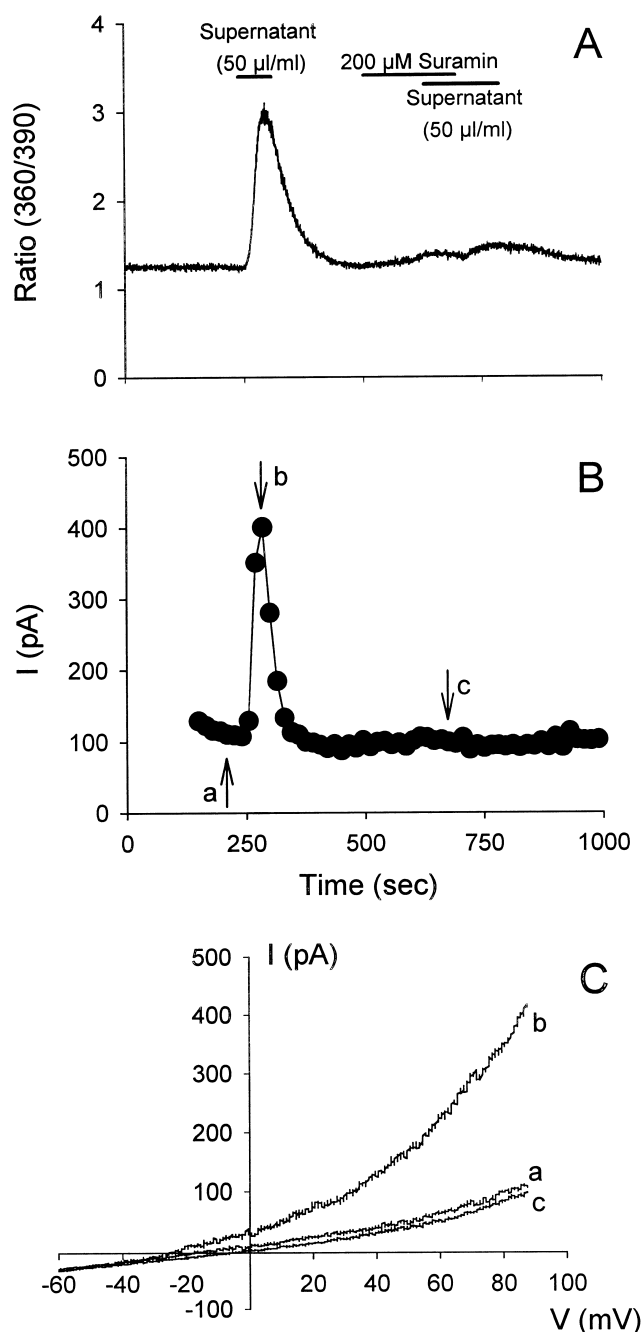 A
Supernatant
(50 µl/ml)
200 µM Suramin
Supernatant
(50 µl/ml)
4
3
2
1
0
Ratio (360/390)
B
500
400
300
200
100
0
I (pA)
b
c
a
0 250 500 750 1000
Time (sec)
C
I (pA)
500
400
300
200
100
-100
b
a
c
-60 -40 -20 20 40 60 80 100
V (mV)